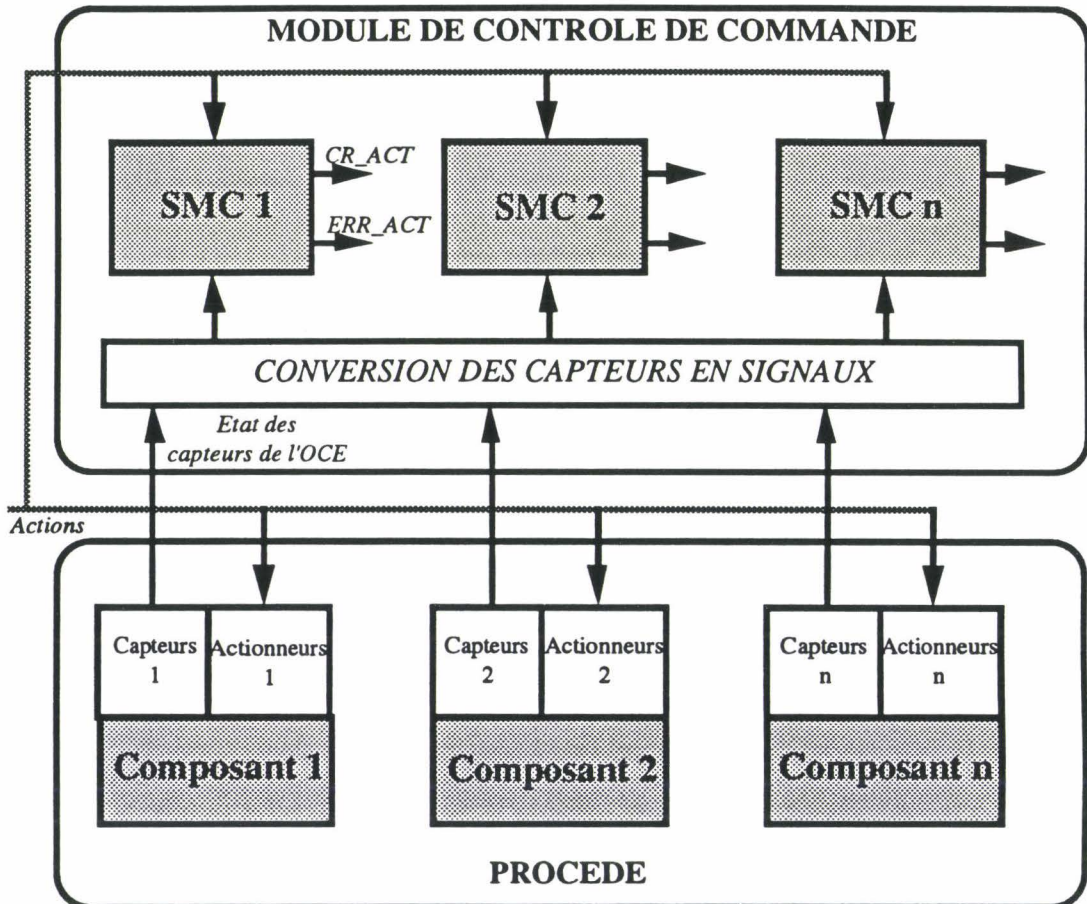 MODULE DE CONTROLE DE COMMANDE
CR_ACT
SMC 1
ERR_ACT
SMC 2
SMC n
CONVERSION DES CAPTEURS EN SIGNAUX
Etat des
capteurs de l'OCE
Actions
Capteurs
1
Actionneurs
1
Capteurs
2
Actionneurs
2
Capteurs
n
Actionneurs
n
Composant 1
Composant 2
Composant n
PROCEDE